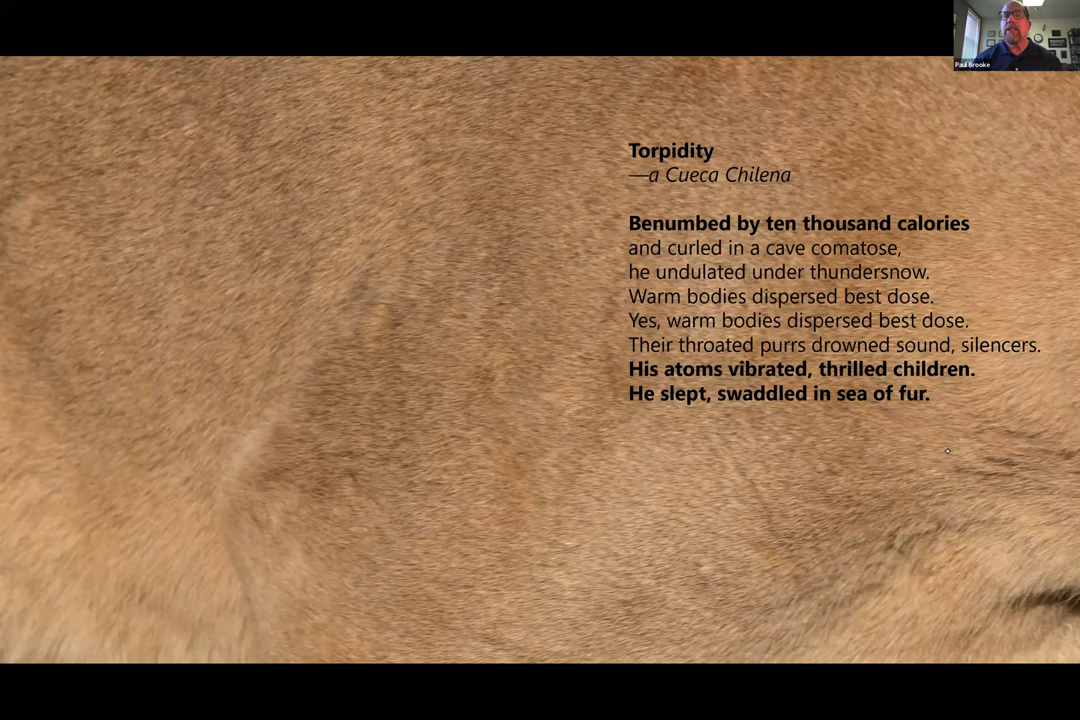 Paul Brooke
Torpidity
—a Cueca Chilena
Benumbed by ten thousand calories
and curled in a cave comatose,
he undulated under thundersnow.
Warm bodies dispersed best dose.
Yes, warm bodies dispersed best dose.
Their throated purrs drowned sound, silencers.
His atoms vibrated, thrilled children.
He slept, swaddled in sea of fur.